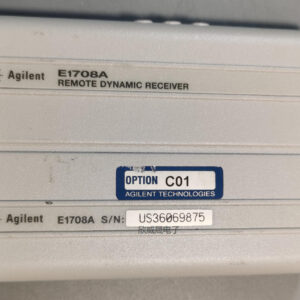 Agilent E1708A
REMOTE DYNAMIC RECEIVER
OPTION C01
AGILENT TECHNOLOGIES
Agilent E1708A S/N: US36069875